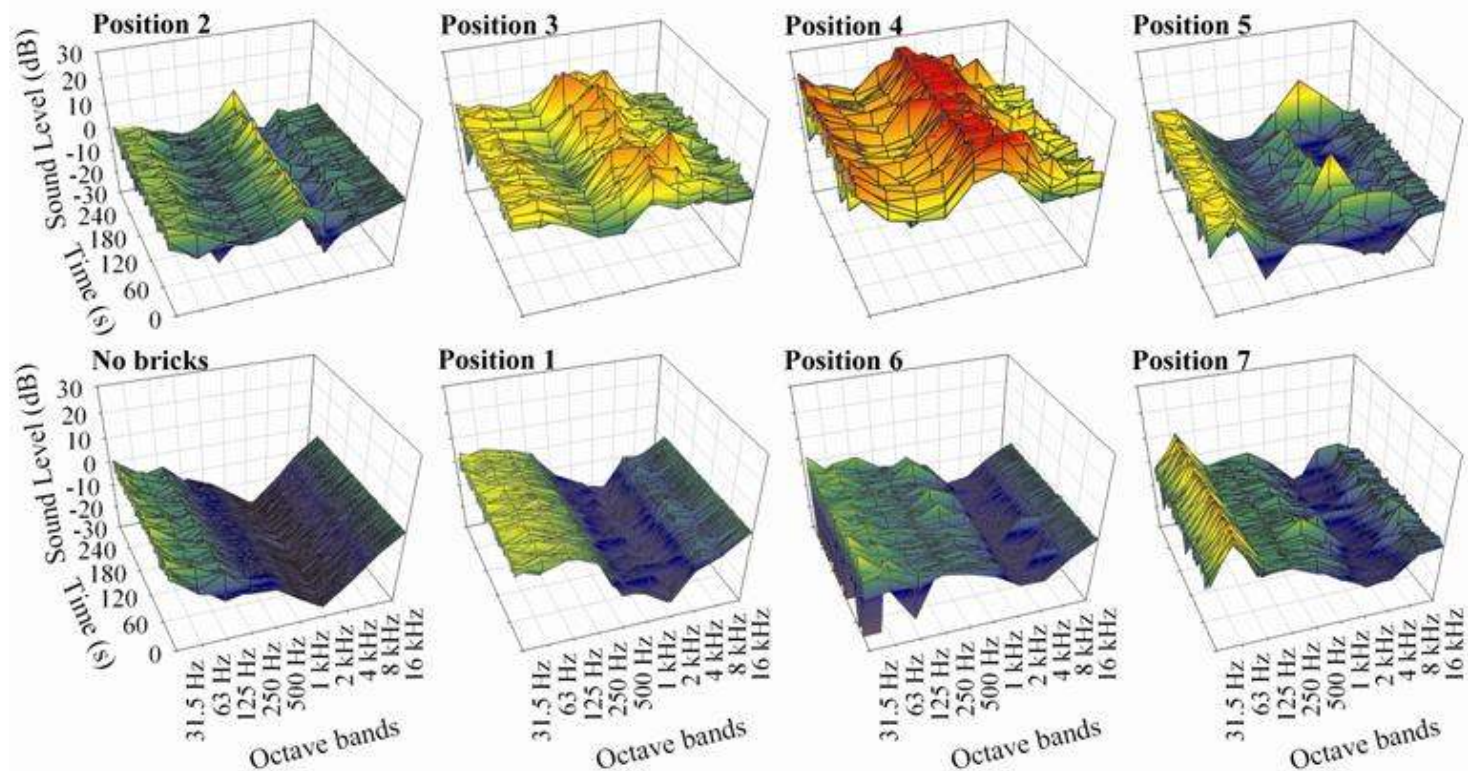 Position 2
Position 3
Position 4
Position 5
Sound Level (dB)
30
20
10
0
-10
-20
-30
240
180
120
60
0
Time (s)
No bricks
Position 1
Position 6
Position 7
Sound Level (dB)
30
20
10
0
-10
-20
-30
240
180
120
60
0
Time (s)
31.5 Hz
63 Hz
125 Hz
250 Hz
500 Hz
1 kHz
2 kHz
4 kHz
8 kHz
16 kHz
Octave bands
31.5 Hz
63 Hz
125 Hz
250 Hz
500 Hz
1 kHz
2 kHz
4 kHz
8 kHz
16 kHz
Octave bands
31.5 Hz
63 Hz
125 Hz
250 Hz
500 Hz
1 kHz
2 kHz
4 kHz
8 kHz
16 kHz
Octave bands
31.5 Hz
63 Hz
125 Hz
250 Hz
500 Hz
1 kHz
2 kHz
4 kHz
8 kHz
16 kHz
Octave bands